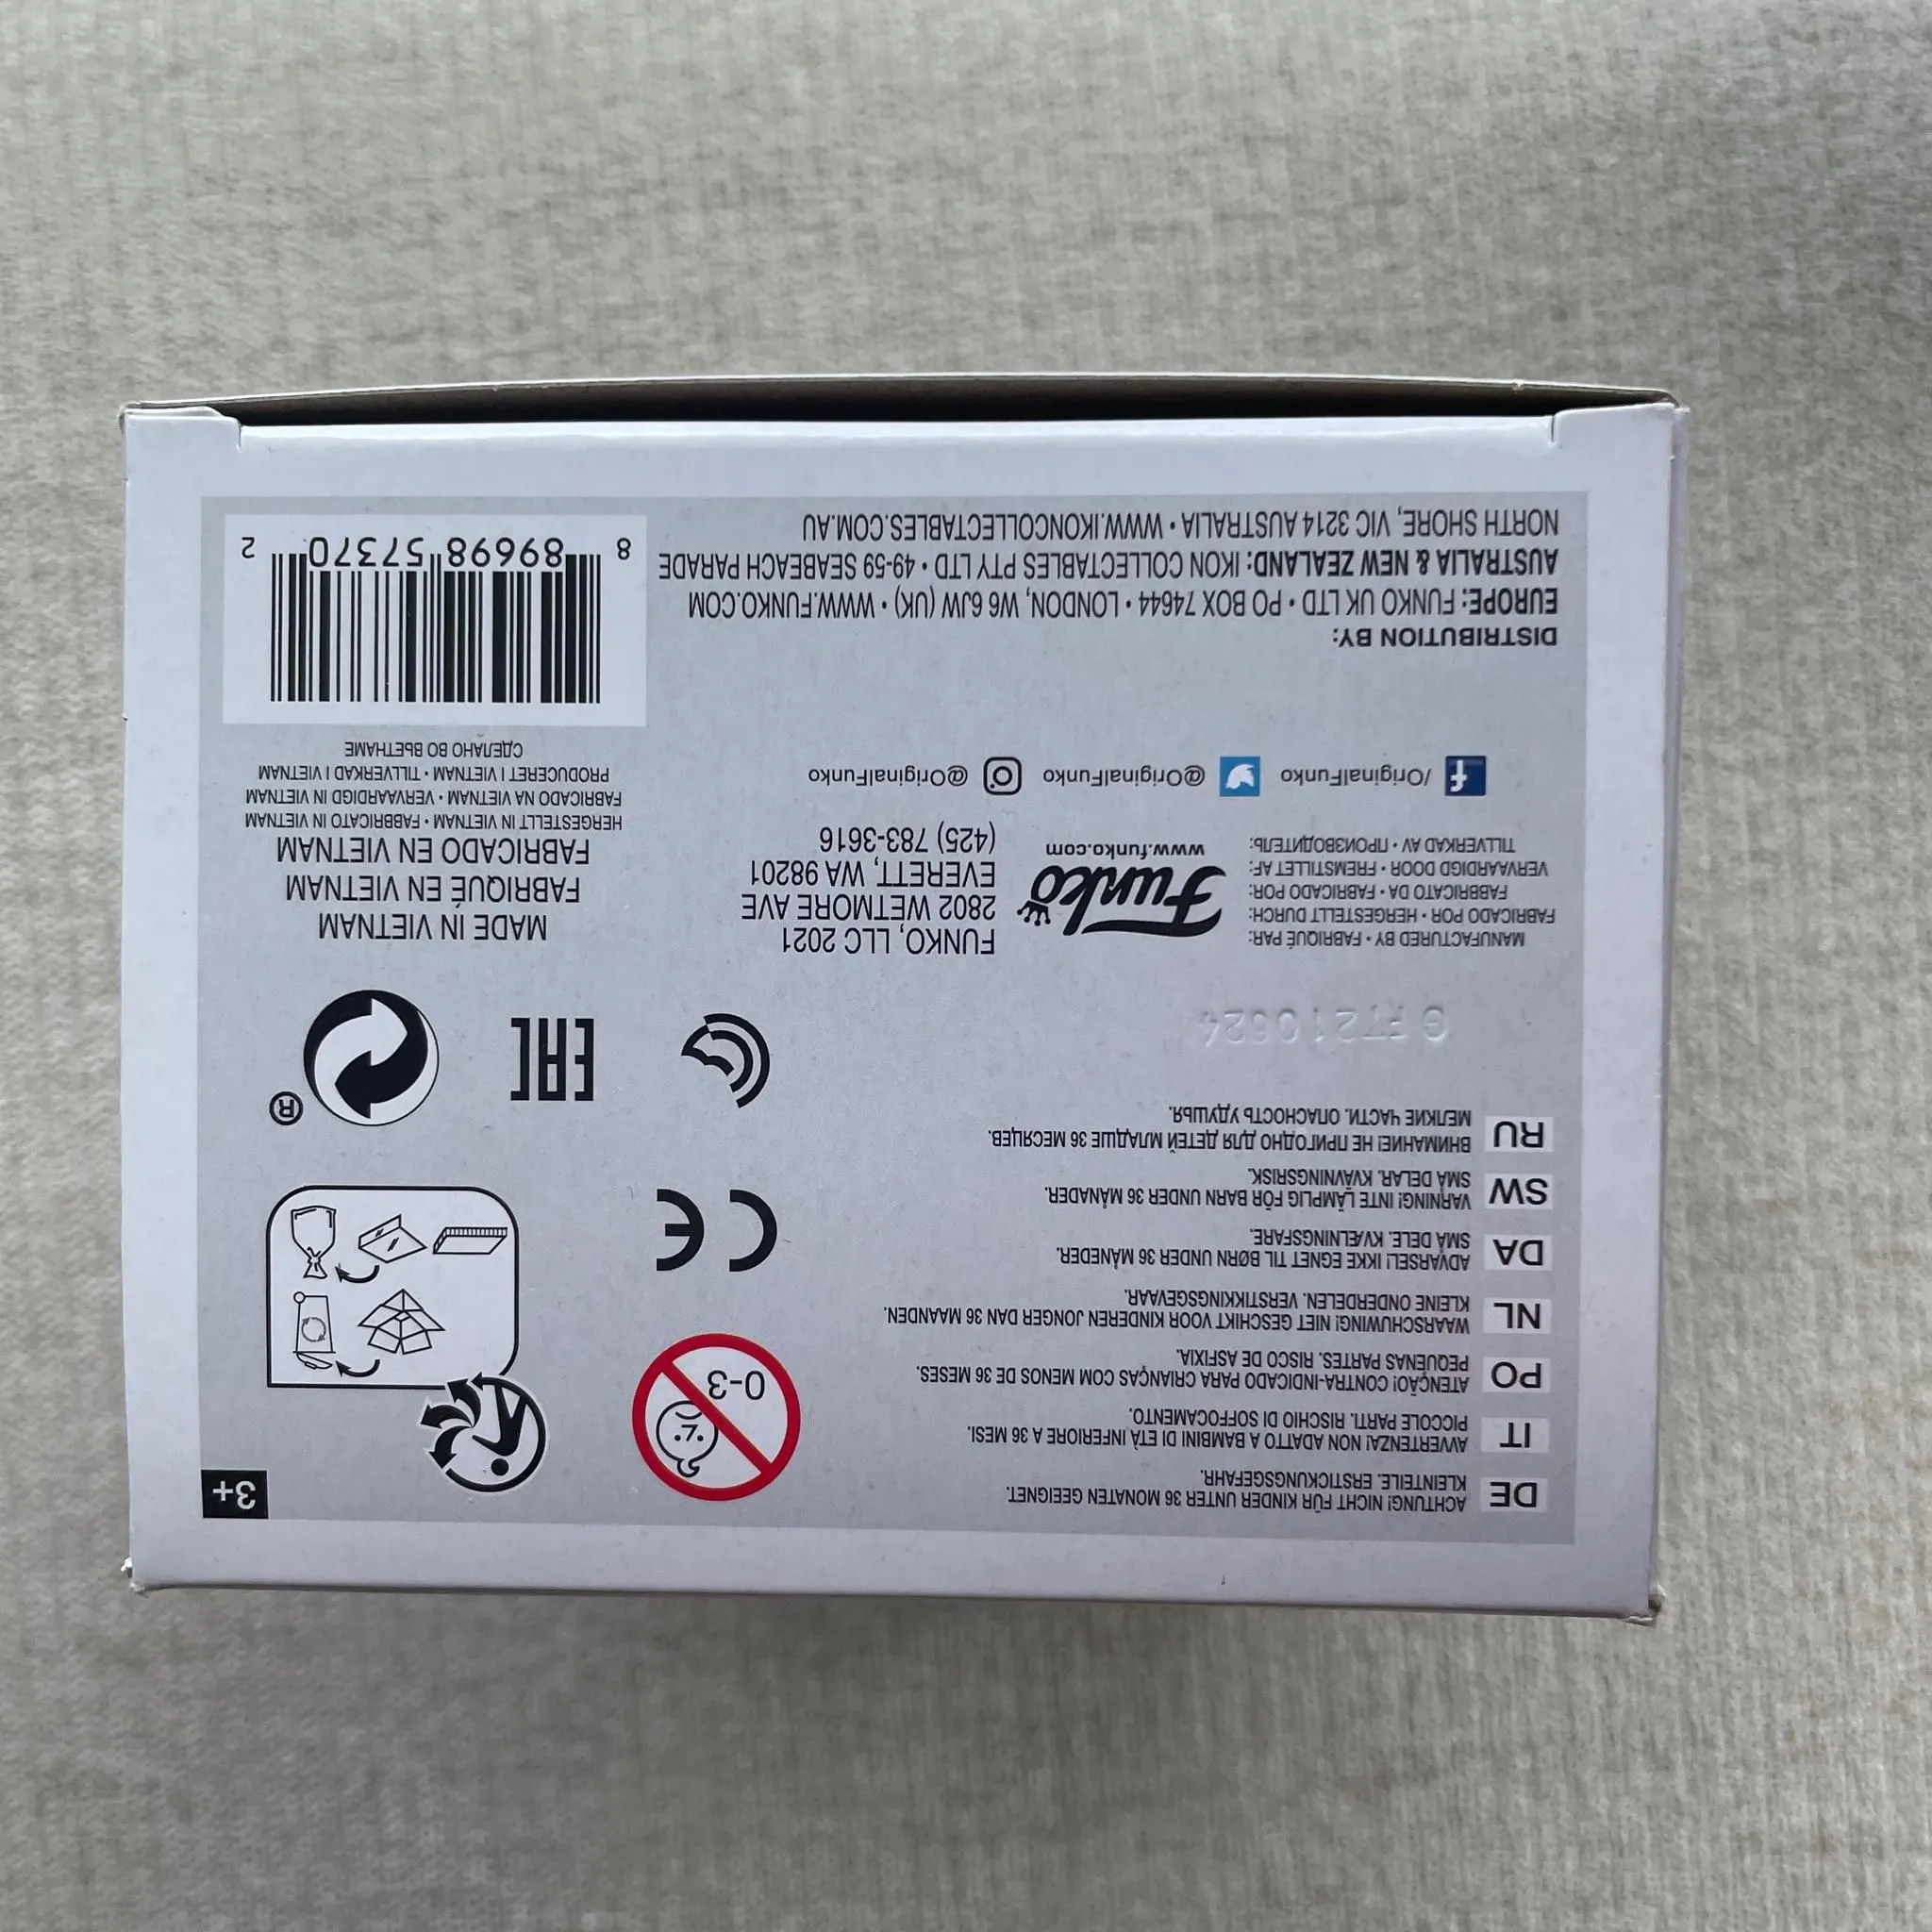 DE
ACHTUNG! NICHT FÜR KINDER UNTER 36 MONATEN GEEIGNET.
KLEINTEILE. ERSTICKUNGSGEFAHR.
IT
AVVERTENZA! NON ADATTO A BAMBINI DI ETÀ INFERIORE A 36 MESI.
PICCOLE PARTI. RISCHIO DI SOFFOCAMENTO.
PO
ATENÇÃO! CONTRA-INDICADO PARA CRIANÇAS COM MENOS DE 36 MESES.
PEQUENAS PARTES. RISCO DE ASFIXIA.
NL
WAARSCHUWING! NIET GESCHIKT VOOR KINDEREN JONGER DAN 36 MAANDEN.
KLEINE ONDERDELEN. VERSTIKKINGSGEVAAR.
DA
ADVARSEL! IKKE EGNET TIL BØRN UNDER 36 MÅNEDER.
SMÅ DELE. KVÆLNINGSFARE.
SW
VARNING! INTE LÄMPLIG FÖR BARN UNDER 36 MÅNADER.
SMÅ DELAR. KVÄVNINGSRISK.
RU
ВНИМАНИЕ! НЕ ПРИГОДНО ДЛЯ ДЕТЕЙ МЛАДШЕ 36 МЕСЯЦЕВ.
МЕЛКИЕ ЧАСТИ. ОПАСНОСТЬ УДУШЬЯ.
0-3
3+
CE
EAC
®
MANUFACTURED BY • FABRIQUÉ PAR:
FABRICADO POR • HERGESTELLT DURCH:
FABBRICATO DA • FABRICADO POR:
VERVAARDIGD DOOR • FREMSTILLET AF:
TILLVERKAD AV • ПРОИЗВОДИТЕЛЬ:
Funko
www.funko.com
FUNKO, LLC 2021
2802 WETMORE AVE
EVERETT, WA 98201
(425) 783-3616
MADE IN VIETNAM
FABRIQUÉ EN VIETNAM
FABRICADO EN VIETNAM
HERGESTELLT IN VIETNAM • FABBRICATO IN VIETNAM
FABRICADO NA VIETNAM • VERVAARDIGD IN VIETNAM
PRODUCERET I VIETNAM • TILLVERKAD I VIETNAM
СДЕЛАНО ВО ВЬЕТНАМЕ
/OriginalFunko
@OriginalFunko
@OriginalFunko
DISTRIBUTION BY:
EUROPE: FUNKO UK LTD • PO BOX 74644 • LONDON, W6 6JW (UK) • WWW.FUNKO.COM
AUSTRALIA & NEW ZEALAND: IKON COLLECTABLES PTY LTD • 49-59 SEABEACH PARADE
NORTH SHORE, VIC 3214 AUSTRALIA • WWW.IKONCOLLECTABLES.COM.AU
8 89698 57370 2